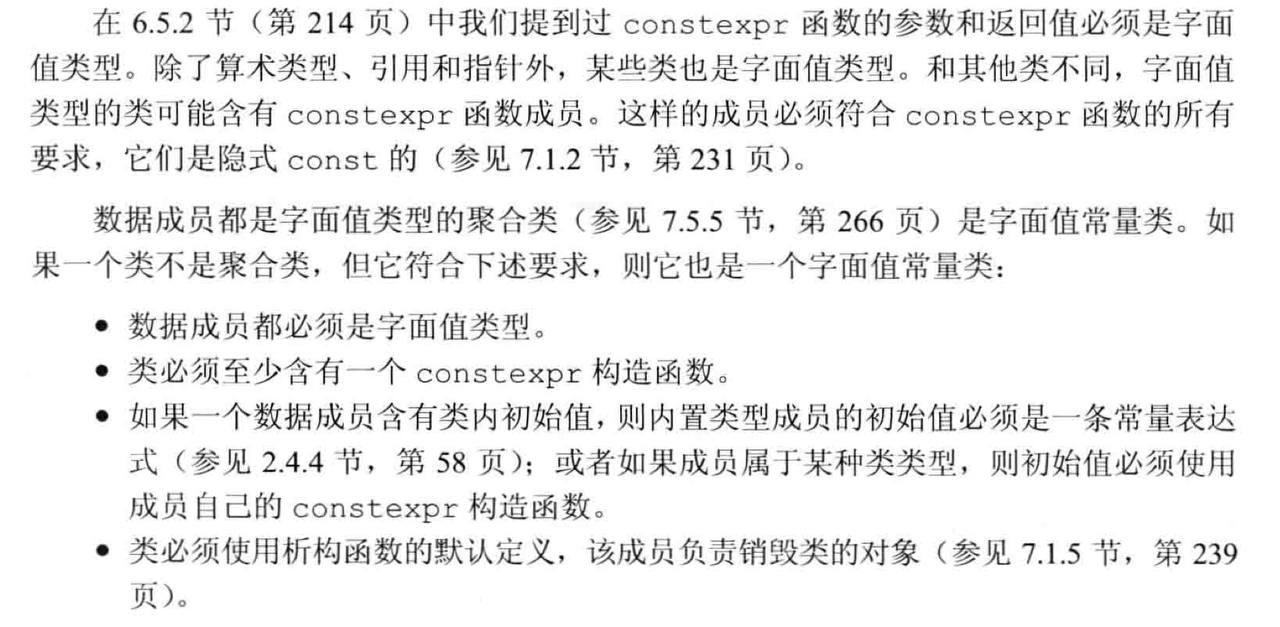 在 6.5.2 节（第 214 页）中我们提到过 constexpr 函数的参数和返回值必须是字面
值类型。除了算术类型、引用和指针外，某些类也是字面值类型。和其他类不同，字面值
类型的类可能含有 constexpr 函数成员。这样的成员必须符合 constexpr 函数的所有
要求，它们是隐式 const 的（参见 7.1.2 节，第 231 页）。
数据成员都是字面值类型的聚合类（参见 7.5.5 节，第 266 页）是字面值常量类。如
果一个类不是聚合类，但它符合下述要求，则它也是一个字面值常量类：
● 数据成员都必须是字面值类型。
● 类必须至少含有一个 constexpr 构造函数。
● 如果一个数据成员含有类内初始值，则内置类型成员的初始值必须是一条常量表达
式（参见 2.4.4 节，第 58 页）；或者如果成员属于某种类类型，则初始值必须使用
成员自己的 constexpr 构造函数。
● 类必须使用析构函数的默认定义，该成员负责销毁类的对象（参见 7.1.5 节，第 239
页）。